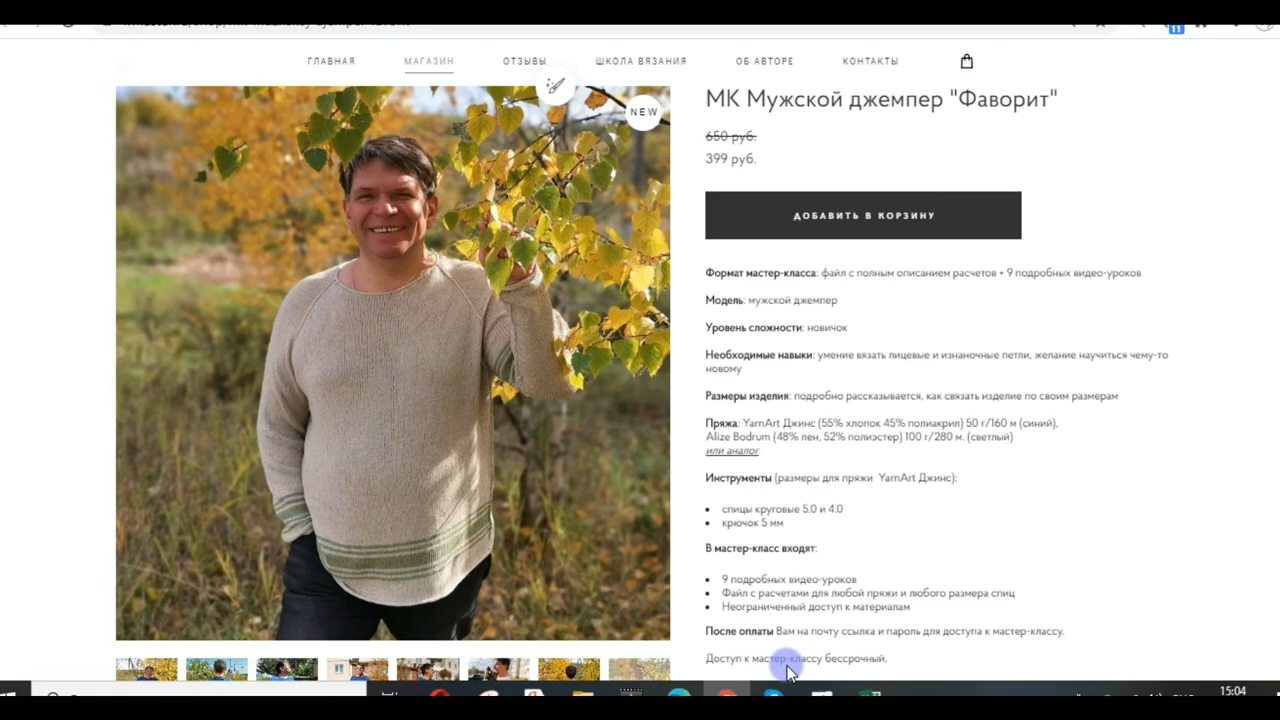 ГЛАВНАЯ МАГАЗИН ОТЗЫВЫ ШКОЛА ВЯЗАНИЯ ОБ АВТОРЕ КОНТАКТЫ
NEW
МК Мужской джемпер "Фаворит"
650 руб.
399 руб.
ДОБАВИТЬ В КОРЗИНУ
Формат мастер-класса: файл с полным описанием расчетов + 9 подробных видео-уроков
Модель: мужской джемпер
Уровень сложности: новичок
Необходимые навыки: умение вязать лицевые и изнаночные петли, желание научиться чему-то
новому
Размеры изделия: подробно рассказывается, как связать изделие по своим размерам
Пряжа: YarnArt Джинс (55% хлопок 45% полиакрил) 50 г/160 м (синий),
Alize Bodrum (48% лен, 52% полиэстер) 100 г/280 м. (светлый)
или аналог
Инструменты (размеры для пряжи YarnArt Джинс):
• спицы круговые 5.0 и 4.0
• крючок 5 мм
В мастер-класс входят:
• 9 подробных видео-уроков
• Файл с расчетами для любой пряжи и любого размера спиц
• Неограниченный доступ к материалам
После оплаты Вам на почту ссылка и пароль для доступа к мастер-классу.
Доступ к мастер-классу бессрочный.
11
15:04